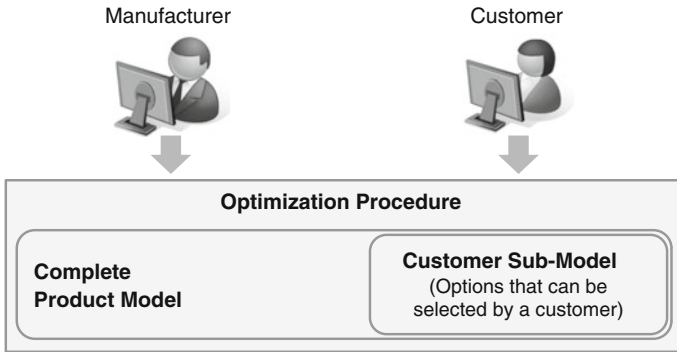 Manufacturer
Customer
Optimization Procedure
Complete
Product Model
Customer Sub-Model
(Options that can be
selected by a customer)